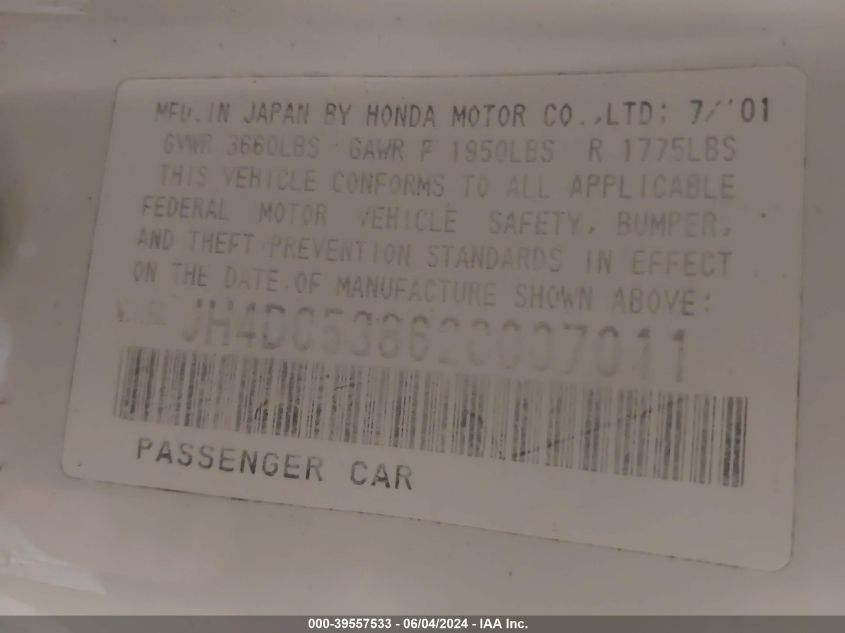 MFD. IN JAPAN BY HONDA MOTOR CO.,LTD; 7/'01
GVWR 3660LBS GAWR F 1950LBS R 1775LBS
THIS VEHICLE CONFORMS TO ALL APPLICABLE
FEDERAL MOTOR VEHICLE SAFETY, BUMPER,
AND THEFT PREVENTION STANDARDS IN EFFECT
ON THE DATE OF MANUFACTURE SHOWN ABOVE:
JH4DC53862C007011
PASSENGER CAR
000-39557533 - 06/04/2024 - IAA Inc.